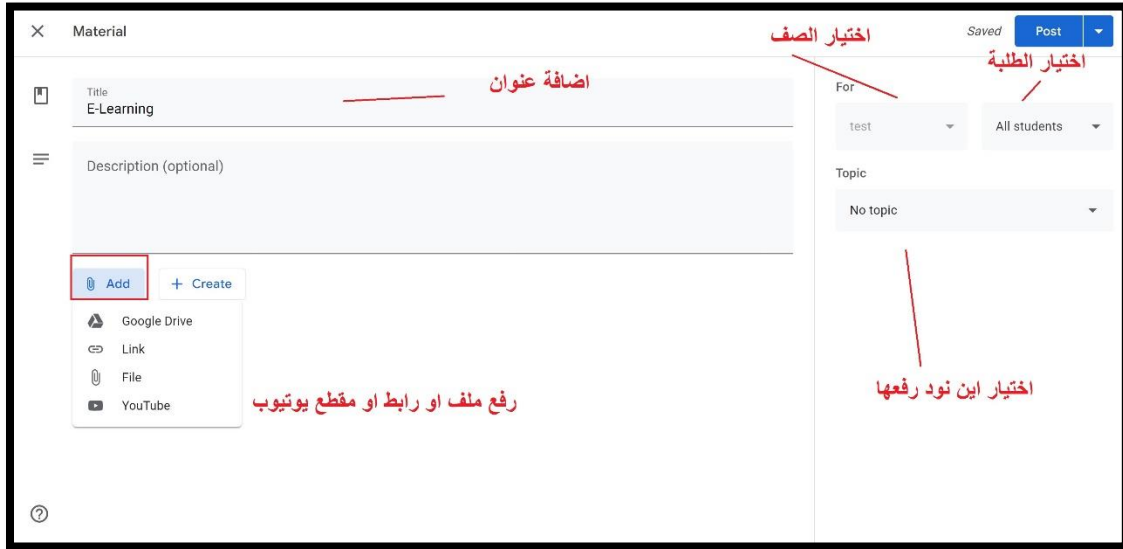 Material
اختيار الصف
Saved
Post
اختيار الطلبة
Title
E-Learning
اضافة عنوان
For
test
All students
Description (optional)
Topic
No topic
Add
+ Create
Google Drive
Link
File
YouTube
رفع ملف او رابط او مقطع يوتيوب
اختيار اين نود رفعها